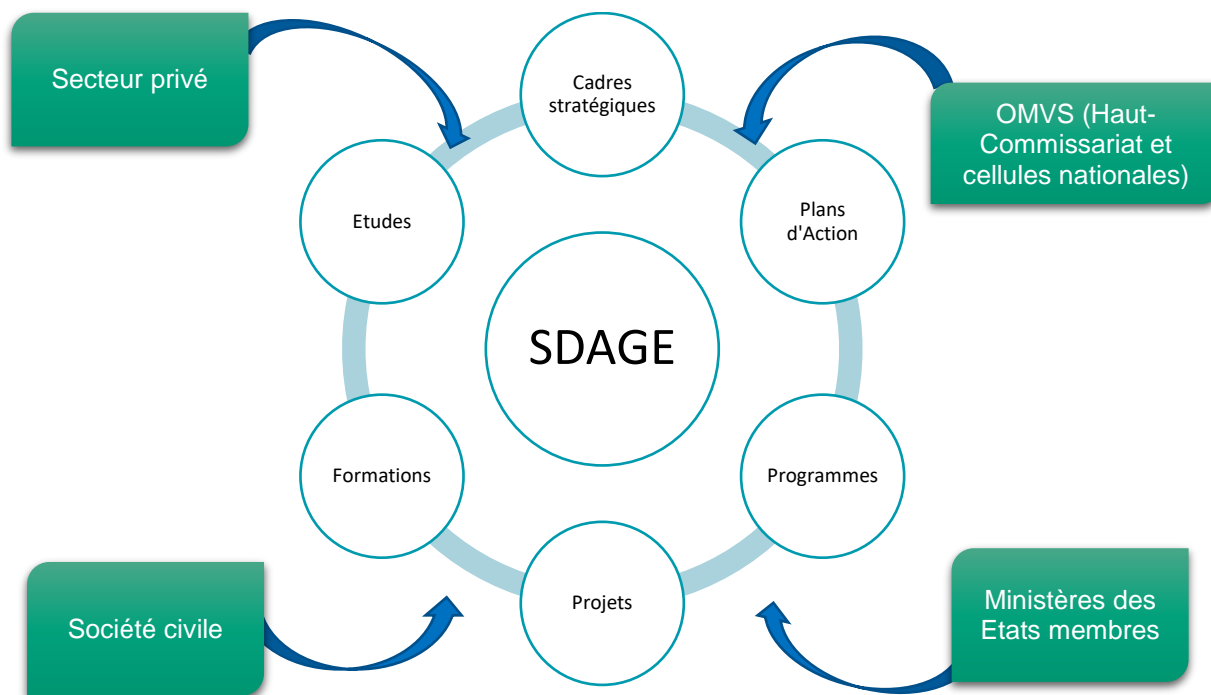 Secteur privé
Cadres
stratégiques
OMVS (Haut-
Commissariat et
cellules nationales)
Etudes
Plans
d'Action
SDAGE
Formations
Programmes
Société civile
Projets
Ministères des
Etats membres